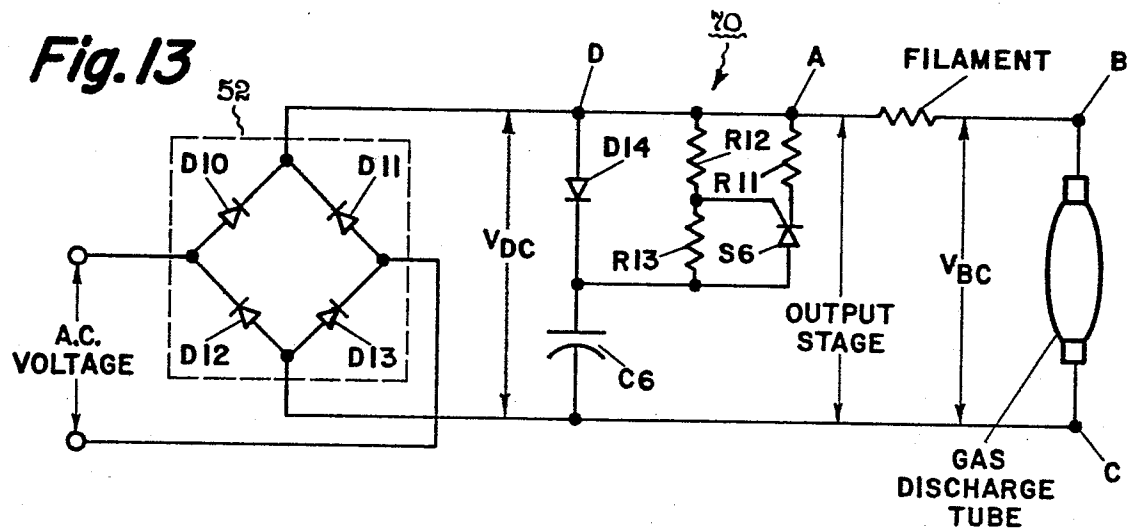 Fig. 13
70
52
D
A
FILAMENT
B
D10
D11
D14
R12
R11
VDC
R13
S6
VBC
A.C.
VOLTAGE
D12
D13
C6
OUTPUT
STAGE
GAS
DISCHARGE
TUBE
C